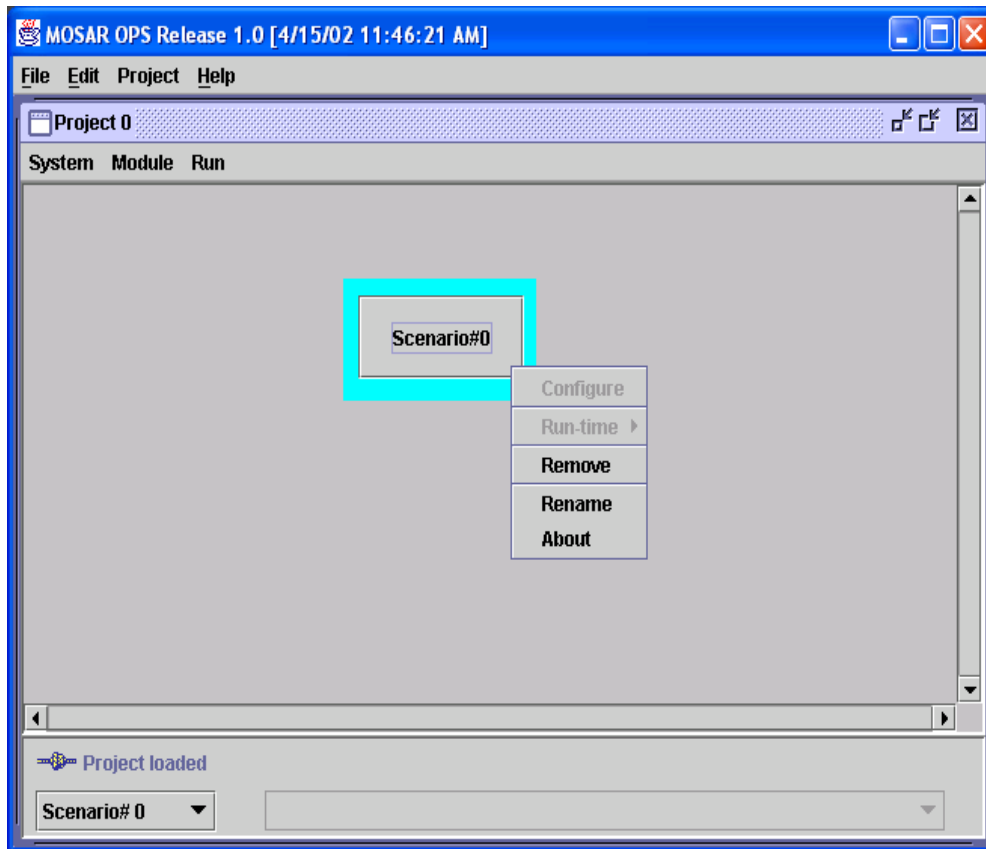 MOSAR OPS Release 1.0 [4/15/02 11:46:21 AM]
File Edit Project Help
Project 0
System Module Run
Scenario#0
Configure
Run-time
Remove
Rename
About
Project loaded
Scenario# 0